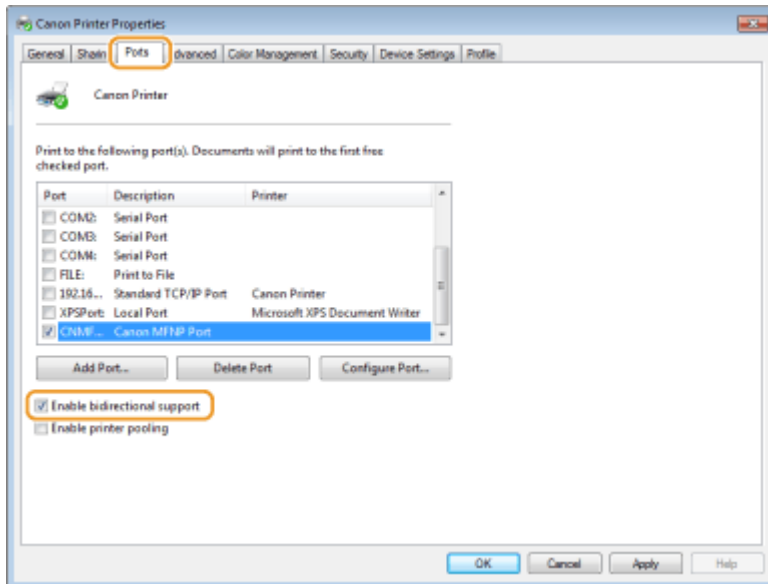 Canon Printer Properties
General Sharin Ports dvanced Color Management Security Device Settings Profile
Canon Printer
Print to the following port(s). Documents will print to the first free
checked port.
Port Description Printer
COM2: Serial Port
COM3: Serial Port
COM4: Serial Port
FILE: Print to File
192.16... Standard TCP/IP Port Canon Printer
XPSPort: Local Port Microsoft XPS Document Writer
CNMF... Canon MFNP Port
Add Port... Delete Port Configure Port...
Enable bidirectional support
Enable printer pooling
OK Cancel Apply Help